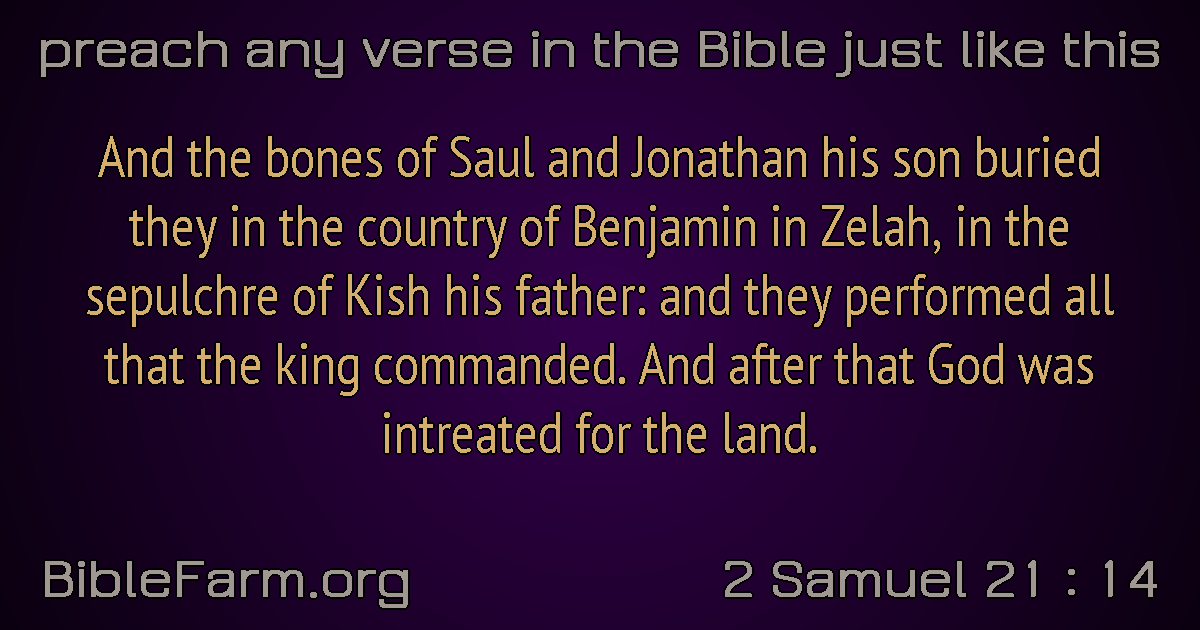 preach any verse in the Bible just like this
And the bones of Saul and Jonathan his son buried
they in the country of Benjamin in Zelah, in the
sepulchre of Kish his father: and they performed all
that the king commanded. And after that God was
intreated for the land.
BibleFarm.org
2 Samuel 21 : 14